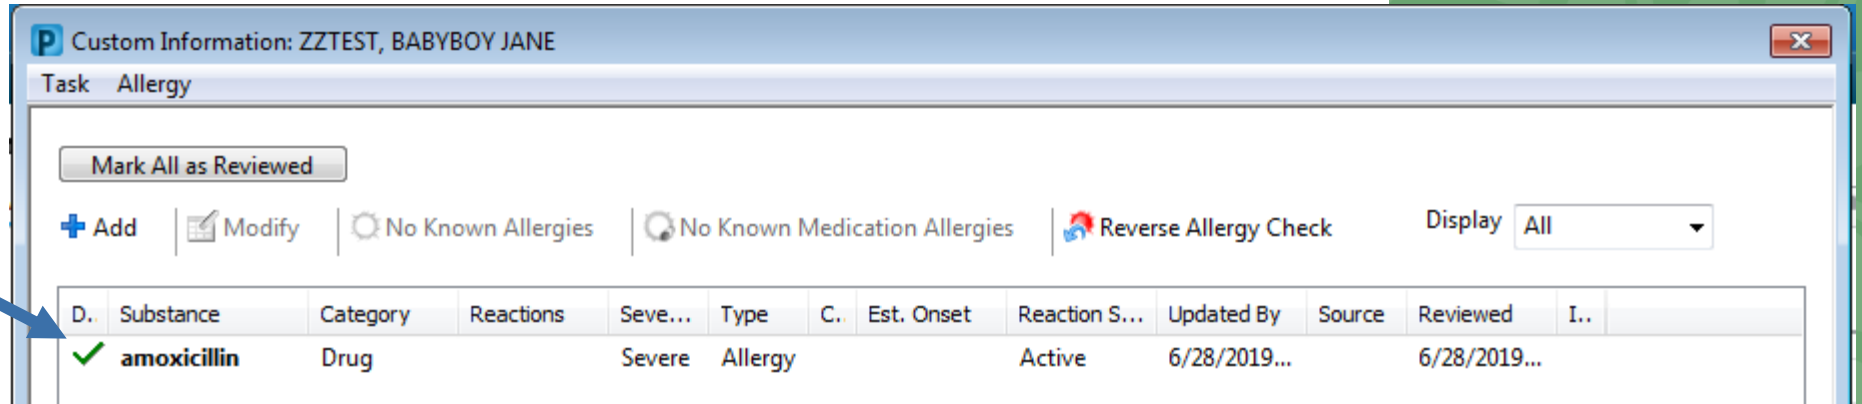 P Custom Information: ZZTEST, BABYBOY JANE
Task Allergy
Mark All as Reviewed
Add Modify No Known Allergies No Known Medication Allergies Reverse Allergy Check Display All
D.. Substance Category Reactions Seve... Type C.. Est. Onset Reaction S... Updated By Source Reviewed I..
amoxicillin Drug Severe Allergy Active 6/28/2019... 6/28/2019...